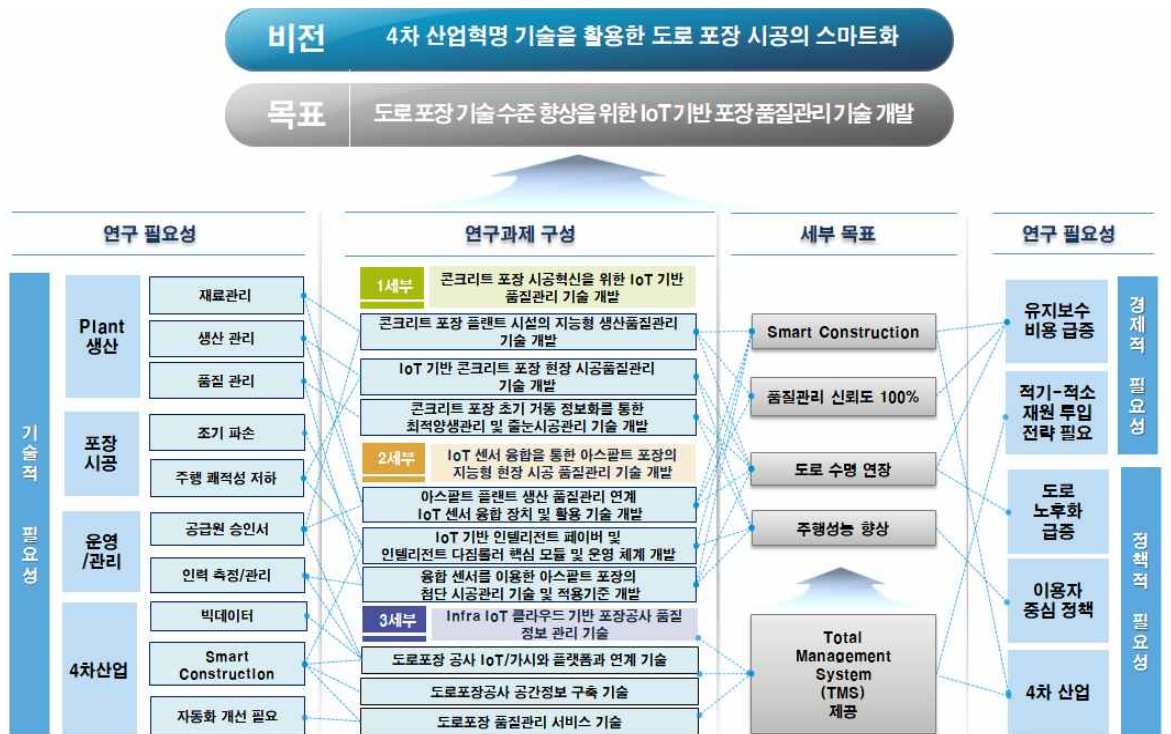 비전 4차 산업혁명 기술을 활용한 도로 포장 시공의 스마트화
목표 도로 포장 기술 수준 향상을 위한 IoT 기반 포장 품질관리 기술 개발
연구 필요성
연구과제 구성
세부 목표
연구 필요성
기술적 필요성
Plant
생산
재료관리
생산 관리
품질 관리
포장
시공
조기 파손
주행 쾌적성 저하
운영
/관리
공급원 승인서
인력 측정/관리
4차산업
빅데이터
Smart
Construction
자동화 개선 필요
1세부
콘크리트 포장 시공혁신을 위한 IoT 기반
품질관리 기술 개발
콘크리트 포장 플랜트 시설의 지능형 생산품질관리
기술 개발
IoT 기반 콘크리트 포장 현장 시공품질관리
기술 개발
콘크리트 포장 초기 거동 정보화를 통한
최적양생관리 및 줄눈시공관리 기술 개발
2세부
IoT 센서 융합을 통한 아스팔트 포장의
지능형 현장 시공 품질관리 기술 개발
아스팔트 플랜트 생산 품질관리 연계
IoT 센서 융합 장치 및 활용 기술 개발
IoT 기반 인텔리전트 페이버 및
인텔리전트 다짐롤러 핵심 모듈 및 운영 체계 개발
융합 센서를 이용한 아스팔트 포장의
첨단 시공관리 기술 및 적용기준 개발
3세부
Infra IoT 클라우드 기반 포장공사 품질
정보 관리 기술
도로포장 공사 IoT/가시와 플랫폼과 연계 기술
도로포장공사 공간정보 구축 기술
도로포장 품질관리 서비스 기술
Smart Construction
품질관리 신뢰도 100%
도로 수명 연장
주행성능 향상
Total
Management
System
(TMS)
제공
유지보수
비용 급증
적기-적소
재원 투입
전략 필요
도로
노후화
급증
이용자
중심 정책
4차 산업
경제적 필요성
정책적 필요성